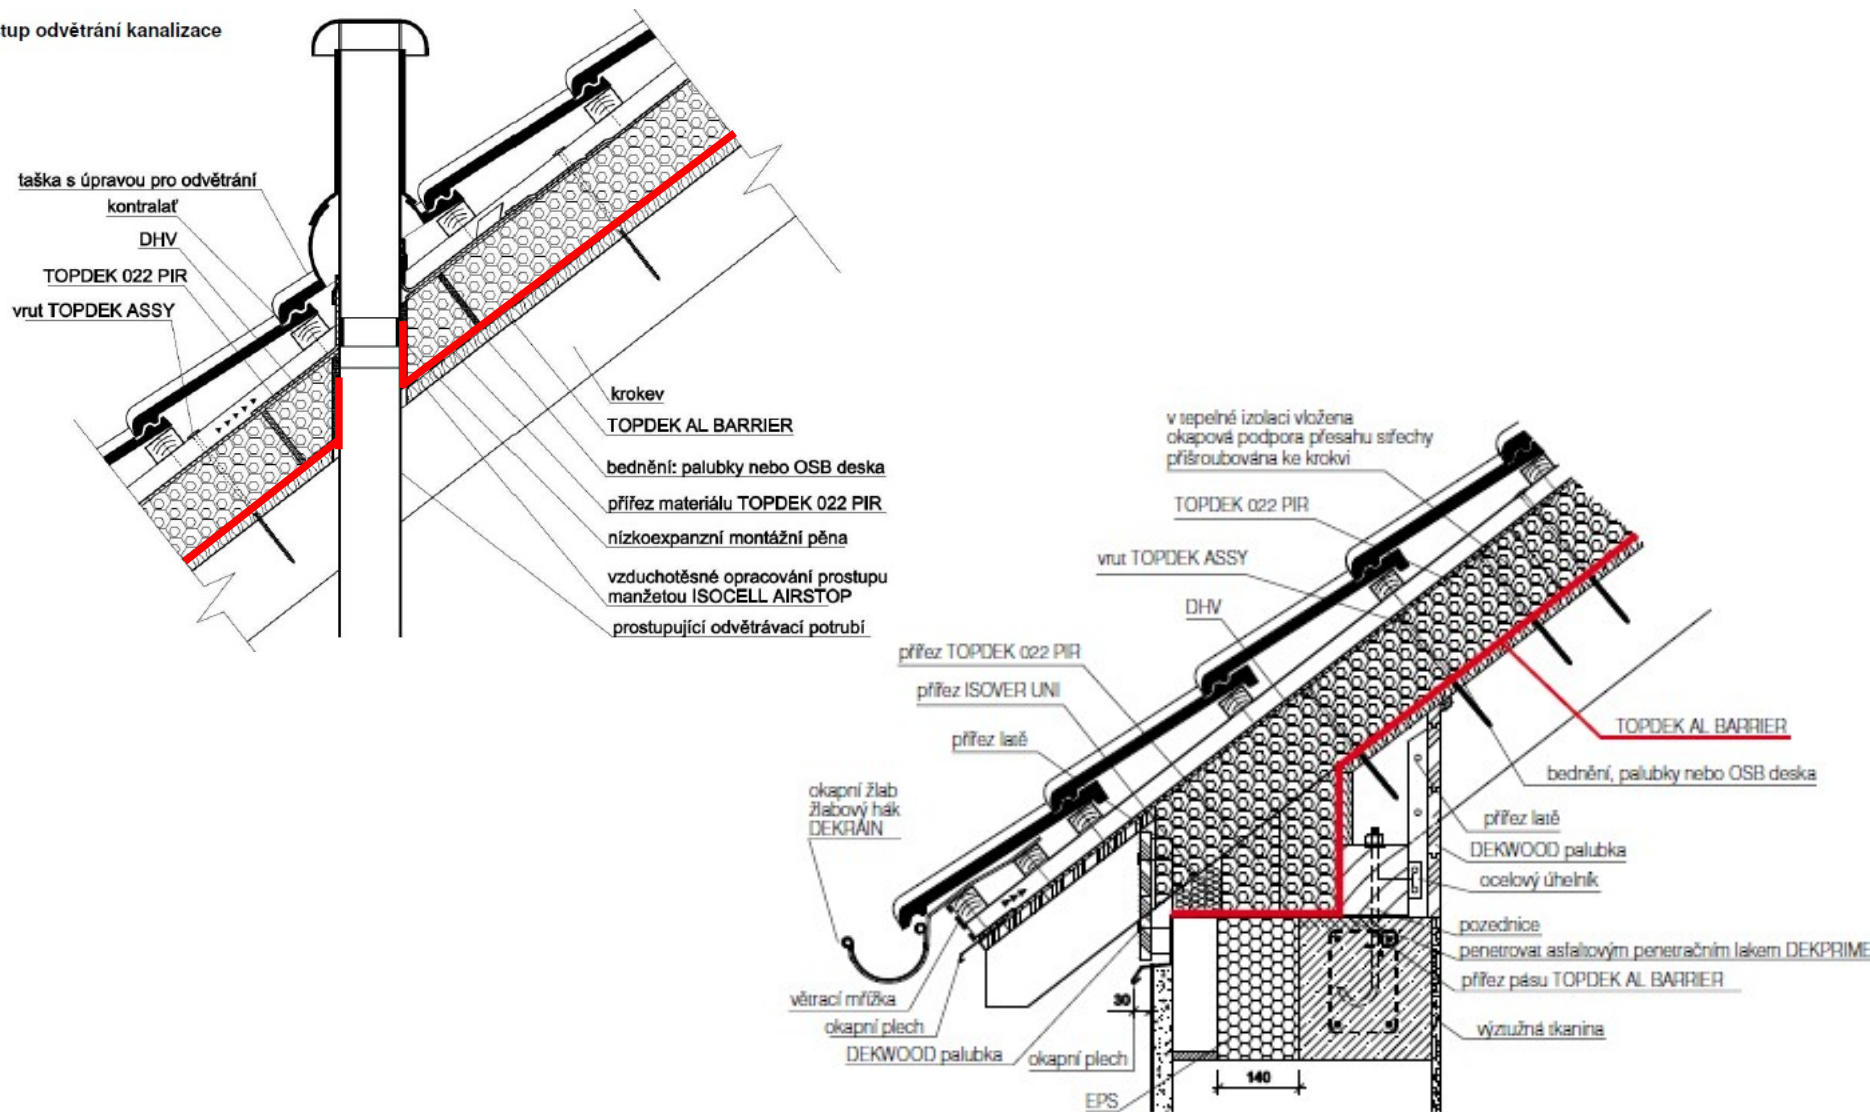 tup odvětrání kanalizace
taška s úpravou pro odvětrání
kontralať
DHV
TOPDEK 022 PIR
vrut TOPDEK ASSY
krokev
TOPDEK AL BARRIER
bednění: palubky nebo OSB deska
přířez materiálu TOPDEK 022 PIR
nízkoexpanzní montážní pěna
vzduchotěsné opracování prostupu
manžetou ISOCELL AIRSTOP
prostupující odvětrávací potrubí
v tepelné izolaci vložena
okapová podpora přesahu střechy
přišroubována ke krokvi
TOPDEK 022 PIR
vrut TOPDEK ASSY
DHV
přířez TOPDEK 022 PIR
přířez ISOVER UNI
přířez latě
okapní žlab
žlabový hák
DEKRAIN
větrací mřížka
okapní plech
DEKWOOD palubka
okapní plech
30
EPS
140
TOPDEK AL BARRIER
bednění, palubky nebo OSB deska
přířez latě
DEKWOOD palubka
ocelový úhelník
pozednice
penetrovat asfaltovým penetračním lakem DEKPRIME
přířez pásu TOPDEK AL BARRIER
výztužná tkanina